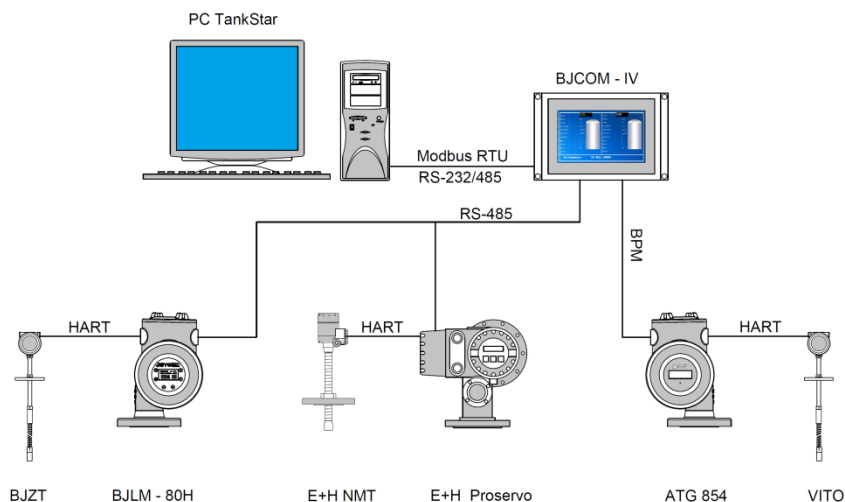 PC TankStar
BJCOM - IV
Modbus RTU
RS-232/485
RS-485
BPM
HART
HART
HART
BJZT
BJLM - 80H
E+H NMT
E+H Proservo
ATG 854
VITO